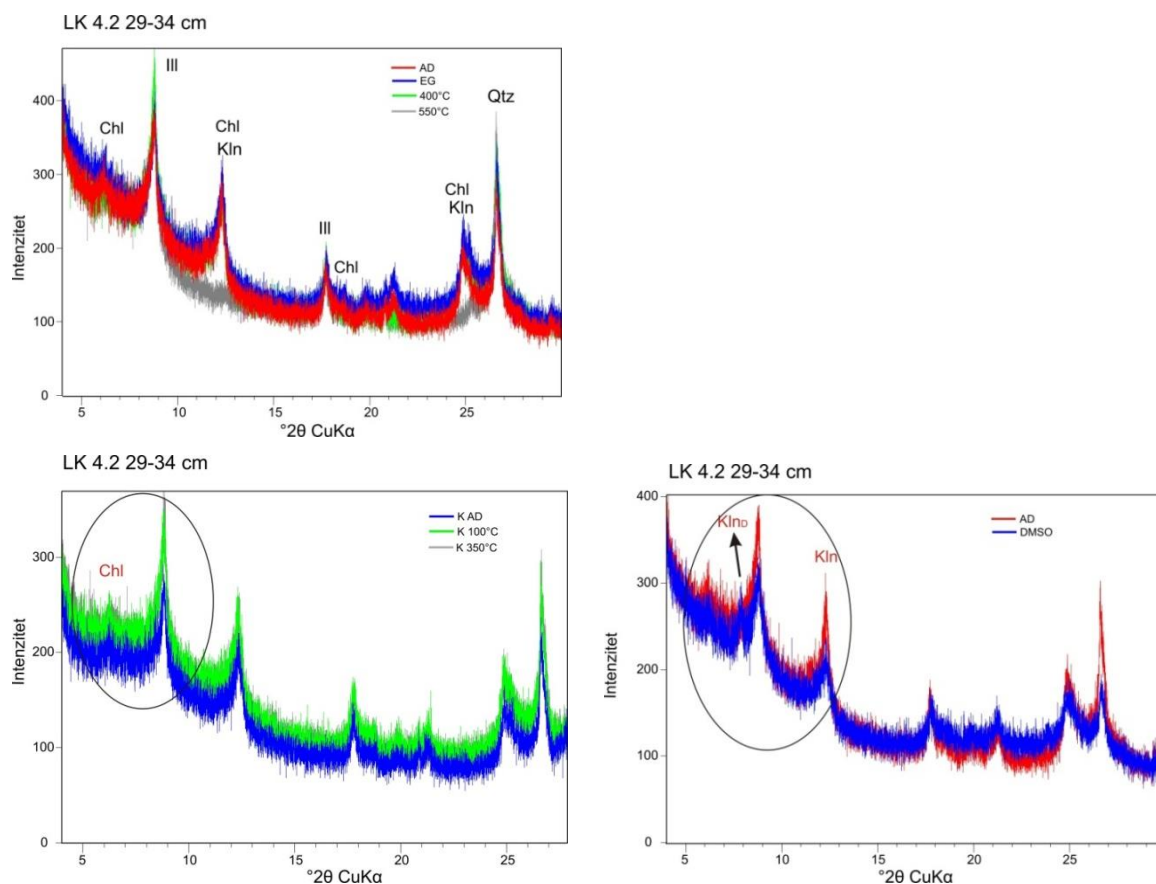 LK 4.2 29-34 cm
Ill
Chl
Chl
Kln
Ill
Chl
Chl
Kln
Qtz
AD
EG
400°C
550°C
Intenzitet
400
300
200
100
0
5 10 15 20 25
°2θ CuKα
LK 4.2 29-34 cm
Chl
K AD
K 100°C
K 350°C
Intenzitet
300
200
100
0
5 10 15 20 25
°2θ CuKα
LK 4.2 29-34 cm
KlnD
Kln
AD
DMSO
Intenzitet
400
300
200
100
0
5 10 15 20 25
°2θ CuKα